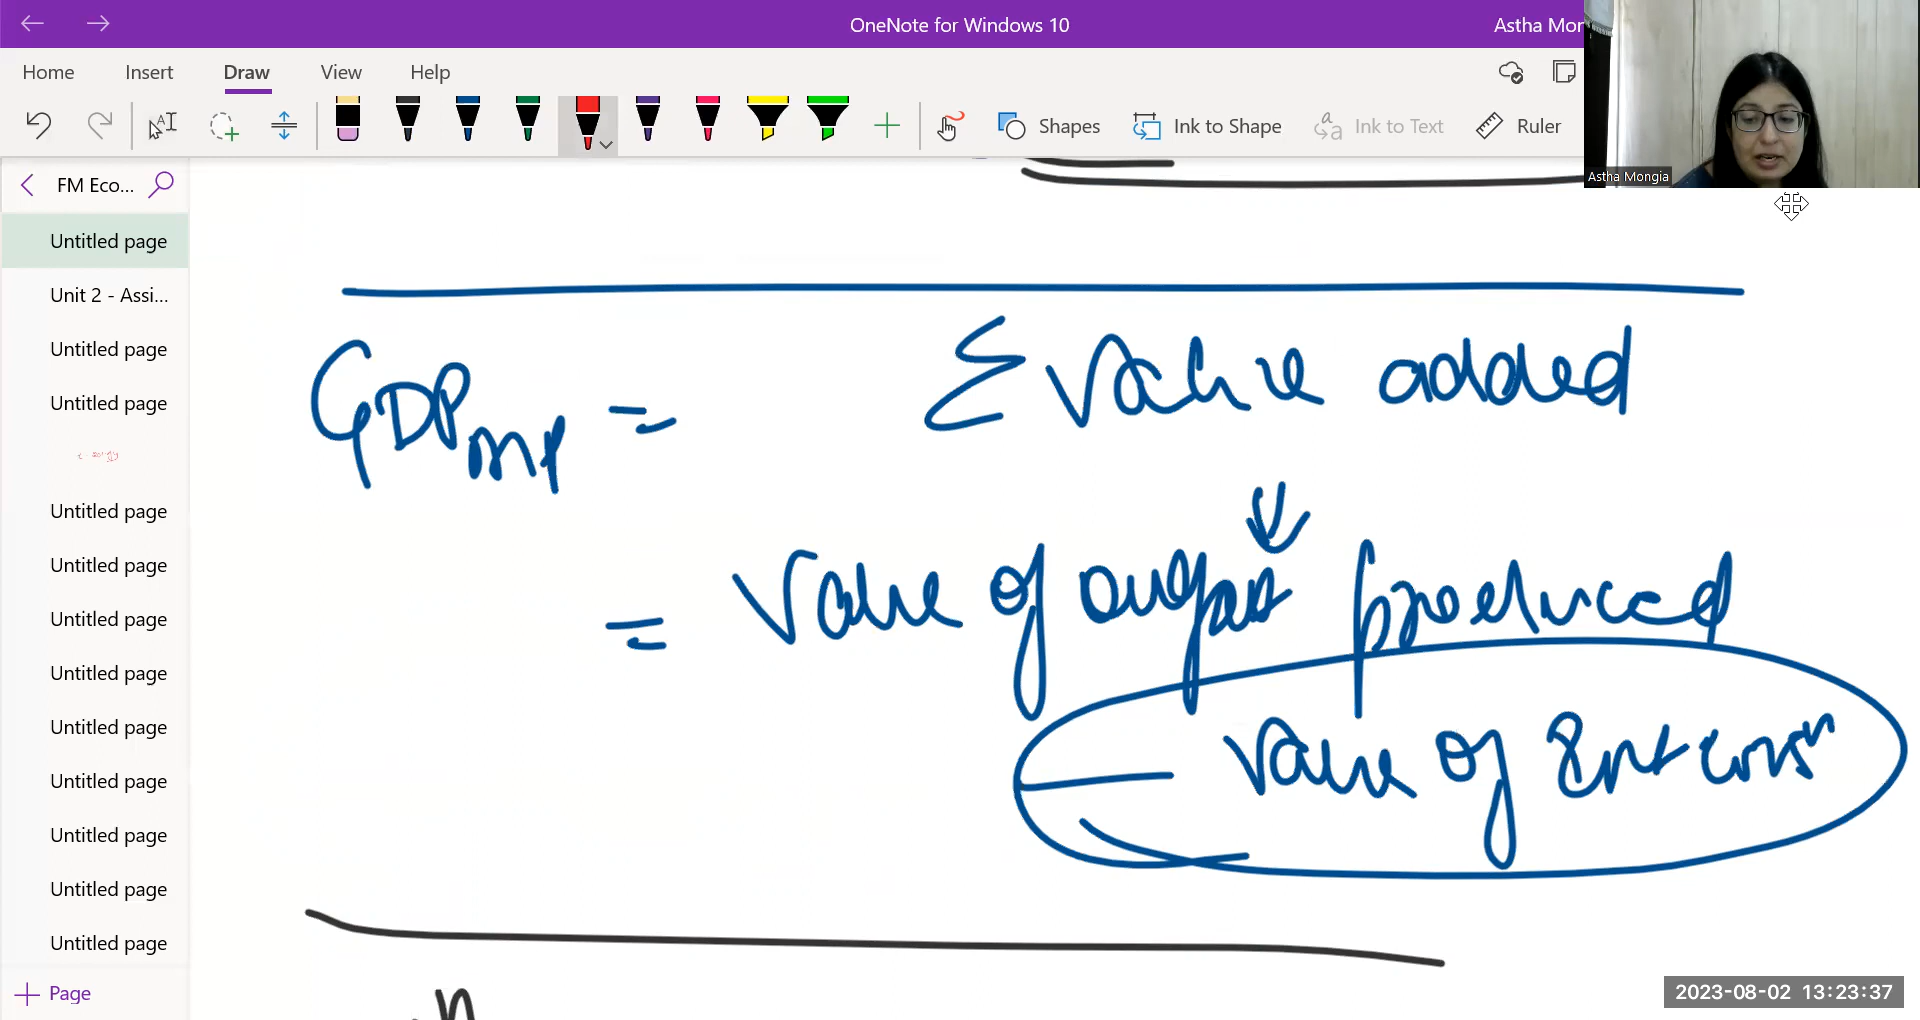 OneNote for Windows 10
Astha Mon
Home Insert Draw View Help
Shapes Ink to Shape Ink to Text Ruler
Astha Mongia
FM Eco...
Untitled page
Unit 2 - Assi...
Untitled page
Untitled page
Untitled page
Untitled page
Untitled page
Untitled page
Untitled page
Untitled page
Untitled page
Untitled page
Untitled page
Page
GDPmp = Σ Value added
= Value of output produced
- Value of Int cons
n
2023-08-02 13:23:37